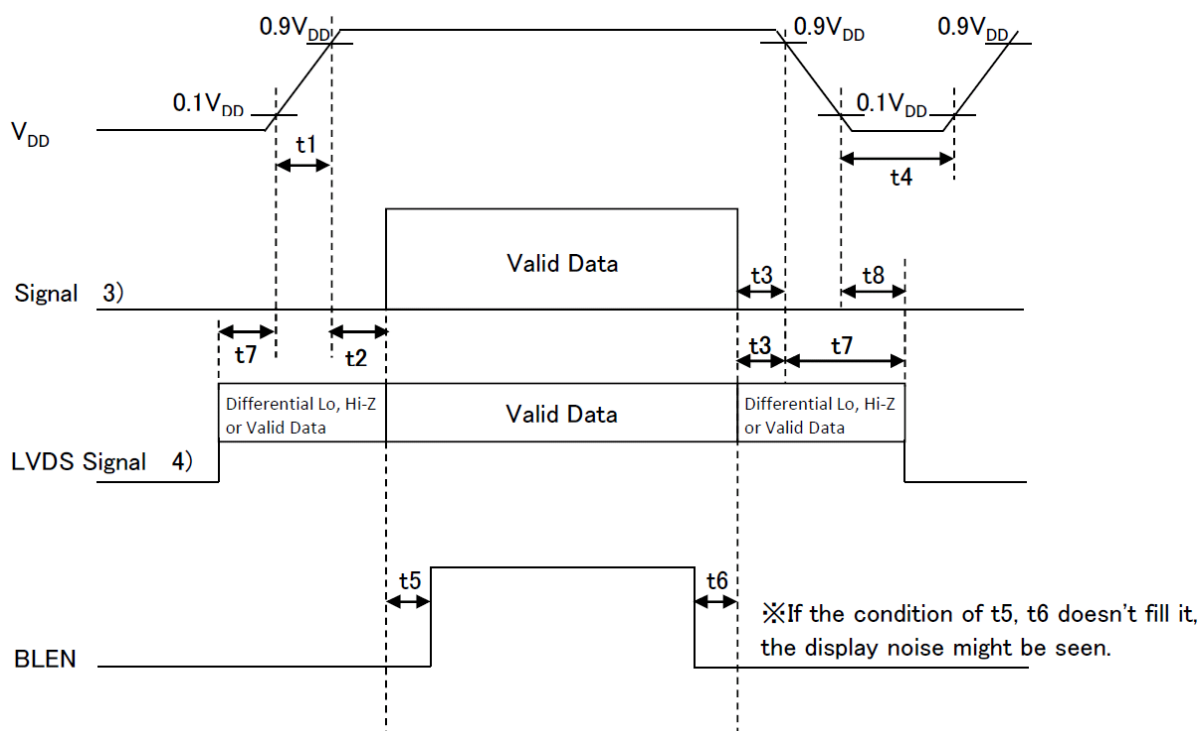 0.9VDD
0.9VDD
0.9VDD
0.1VDD
0.1VDD
VDD
t1
t4
Valid Data
t3
t8
Signal 3)
t7
t2
t3
t7
Differential Lo, Hi-Z
or Valid Data
Valid Data
Differential Lo, Hi-Z
or Valid Data
LVDS Signal 4)
t5
t6
※If the condition of t5, t6 doesn't fill it,
the display noise might be seen.
BLEN